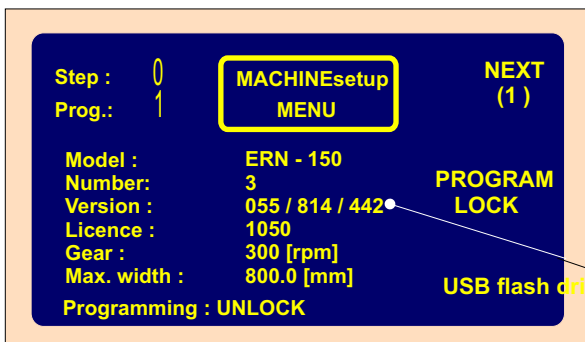 Step : 0
Prog.: 1
MACHINEsetup
MENU
NEXT
(1 )
Model : ERN - 150
Number: 3
Version : 055 / 814 / 442
Licence : 1050
Gear : 300 [rpm]
Max. width : 800.0 [mm]
Programming : UNLOCK
PROGRAM
LOCK
USB flash dri